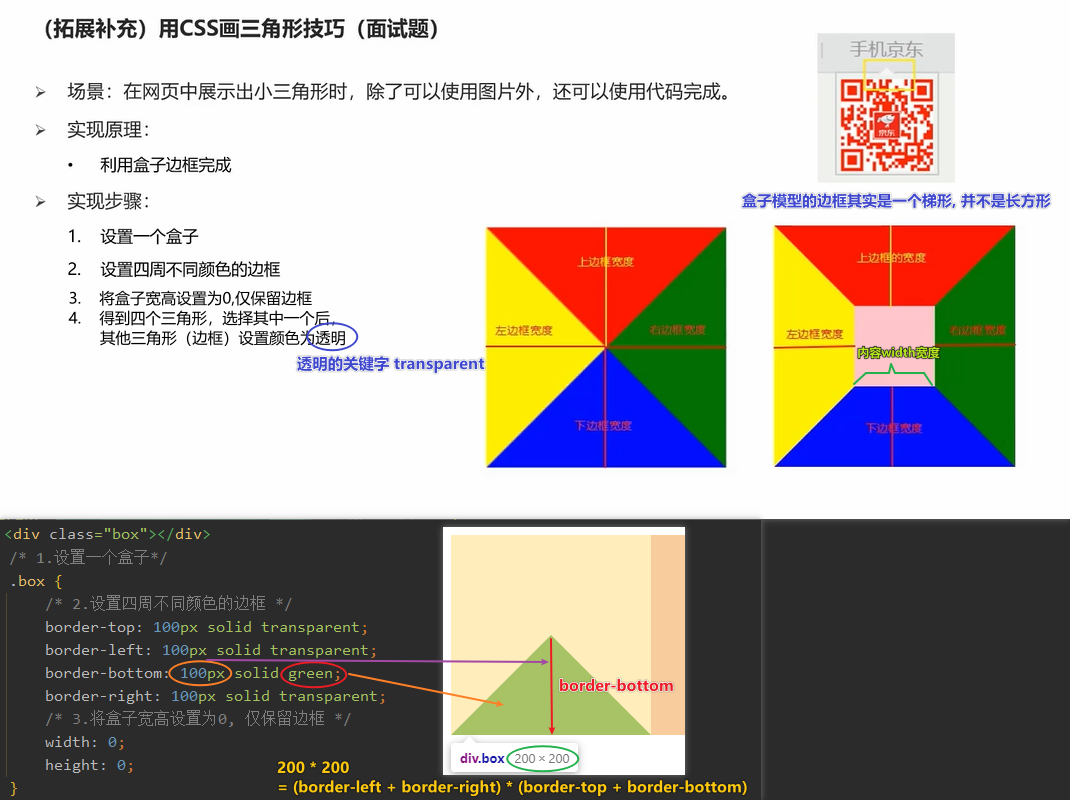 （拓展补充）用CSS画三角形技巧（面试题）
手机京东
京东
场景：在网页中展示出小三角形时，除了可以使用图片外，还可以使用代码完成。
实现原理：
• 利用盒子边框完成
实现步骤：
1. 设置一个盒子
2. 设置四周不同颜色的边框
3. 将盒子宽高设置为0,仅保留边框
4. 得到四个三角形，选择其中一个后，
其他三角形（边框）设置颜色为透明
透明的关键字 transparent
盒子模型的边框其实是一个梯形, 并不是长方形
上边框宽度
左边框宽度
右边框宽度
下边框宽度
上边框的宽度
左边框宽度
右边框宽度
内容width宽度
下边框宽度
<div class="box"></div>
/* 1.设置一个盒子*/
.box {
/* 2.设置四周不同颜色的边框 */
border-top: 100px solid transparent;
border-left: 100px solid transparent;
border-bottom: 100px solid green;
border-right: 100px solid transparent;
/* 3.将盒子宽高设置为0, 仅保留边框 */
width: 0;
height: 0;
}
border-bottom
div.box 200 × 200
200 * 200
= (border-left + border-right) * (border-top + border-bottom)